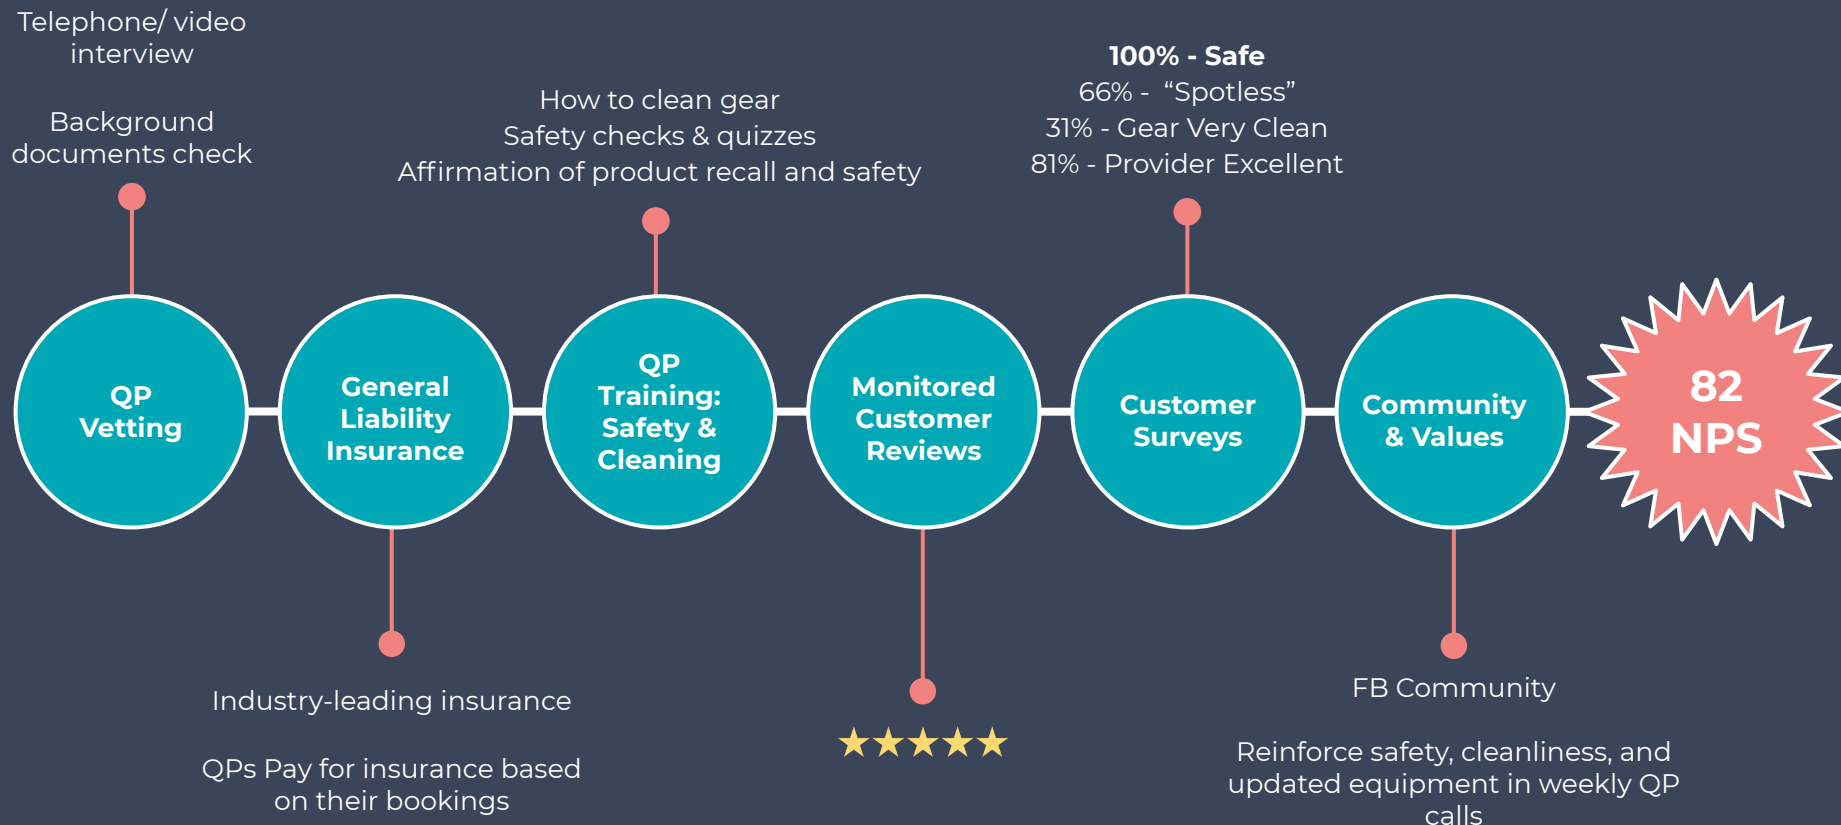 Telephone/ video
interview
Background
documents check
How to clean gear
Safety checks & quizzes
Affirmation of product recall and safety
100% - Safe
66% -  “Spotless”
31% - Gear Very Clean
81% - Provider Excellent
QP
Vetting
General
Liability
Insurance
QP
Training:
Safety &
Cleaning
Monitored
Customer
Reviews
Customer
Surveys
Community
& Values
82
NPS
Industry-leading insurance
QPs Pay for insurance based
on their bookings
FB Community
Reinforce safety, cleanliness, and
updated equipment in weekly QP
calls